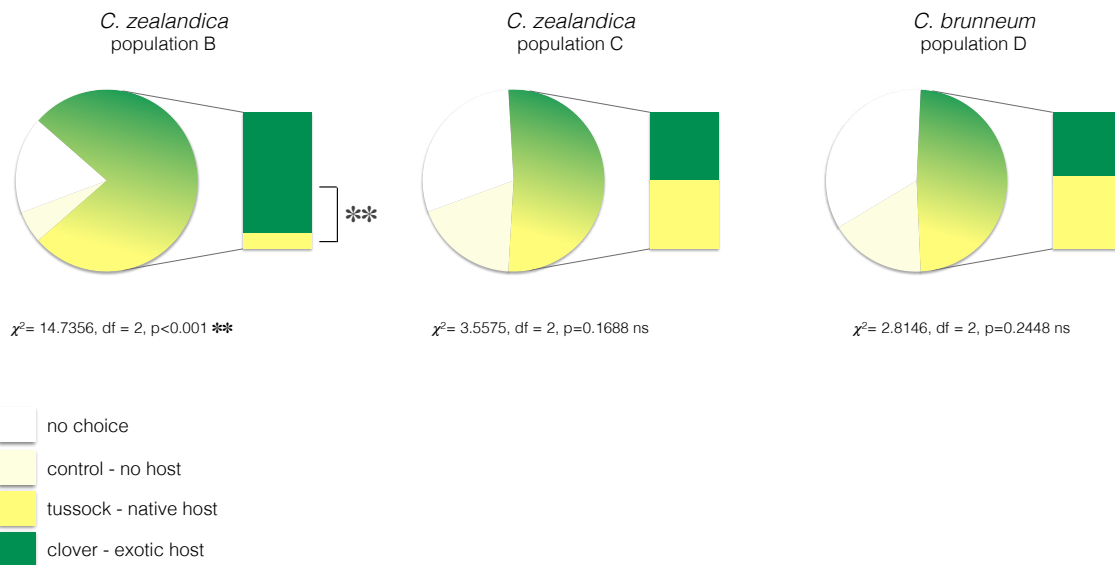 C. zealandica
population B
C. zealandica
population C
C. brunneum
population D
✻✻
χ²= 14.7356, df = 2, p<0.001 ✻✻
χ²= 3.5575, df = 2, p=0.1688 ns
χ²= 2.8146, df = 2, p=0.2448 ns
no choice
control - no host
tussock - native host
clover - exotic host